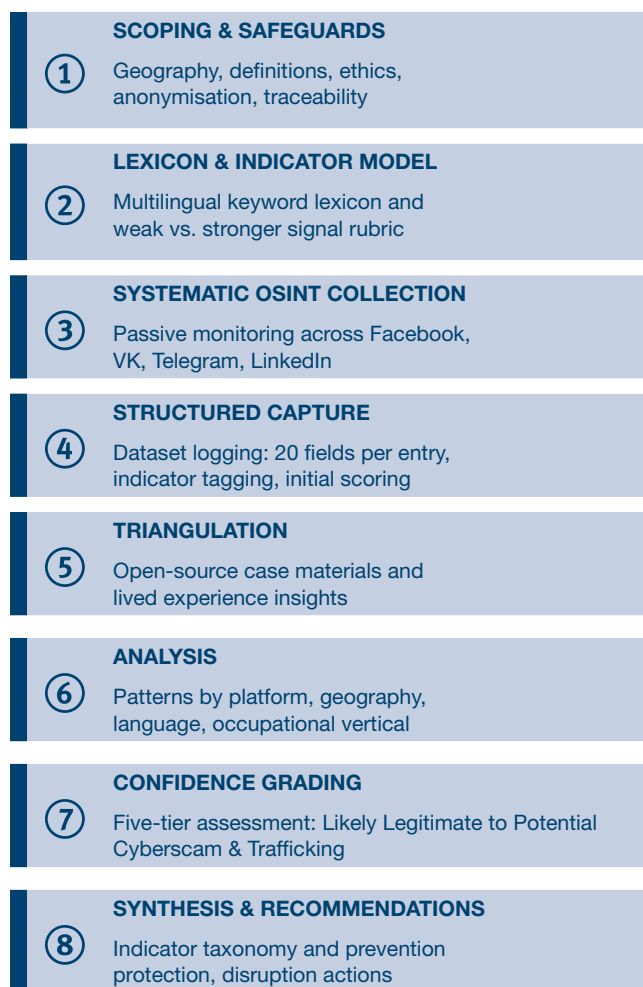 SCOPING & SAFEGUARDS
1
Geography, definitions, ethics,
anonymisation, traceability
LEXICON & INDICATOR MODEL
2
Multilingual keyword lexicon and
weak vs. stronger signal rubric
SYSTEMATIC OSINT COLLECTION
3
Passive monitoring across Facebook,
VK, Telegram, LinkedIn
STRUCTURED CAPTURE
4
Dataset logging: 20 fields per entry,
indicator tagging, initial scoring
TRIANGULATION
5
Open-source case materials and
lived experience insights
ANALYSIS
6
Patterns by platform, geography,
language, occupational vertical
CONFIDENCE GRADING
7
Five-tier assessment: Likely Legitimate to Potential
Cyberscam & Trafficking
SYNTHESIS & RECOMMENDATIONS
8
Indicator taxonomy and prevention
protection, disruption actions